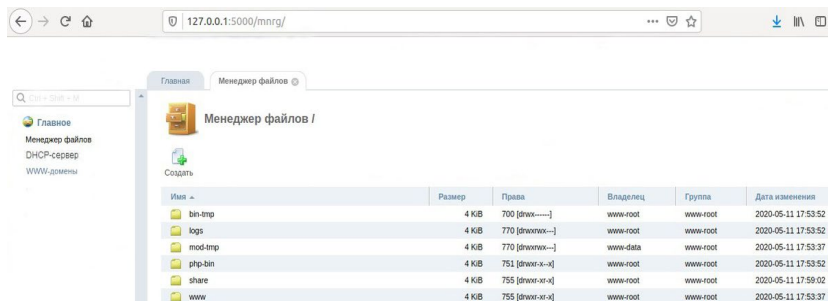 127.0.0.1:5000/mnrg/
Главная Менеджер файлов
Ctrl + Shift + M
Главное
Менеджер файлов
DHCP-сервер
WWW-домены
Менеджер файлов /
Создать
Имя Размер Права Владелец Группа Дата изменения
bin-tmp 4 KiB 700 [drwx------] www-root www-root 2020-05-11 17:53:52
logs 4 KiB 770 [drwxrwx---] www-root www-root 2020-05-11 17:53:52
mod-tmp 4 KiB 770 [drwxrwx---] www-data www-root 2020-05-11 17:53:37
php-bin 4 KiB 751 [drwxr-x--x] www-root www-root 2020-05-11 17:53:52
share 4 KiB 755 [drwxr-xr-x] www-root www-root 2020-05-11 17:59:02
www 4 KiB 755 [drwxr-xr-x] www-root www-root 2020-05-11 17:53:37